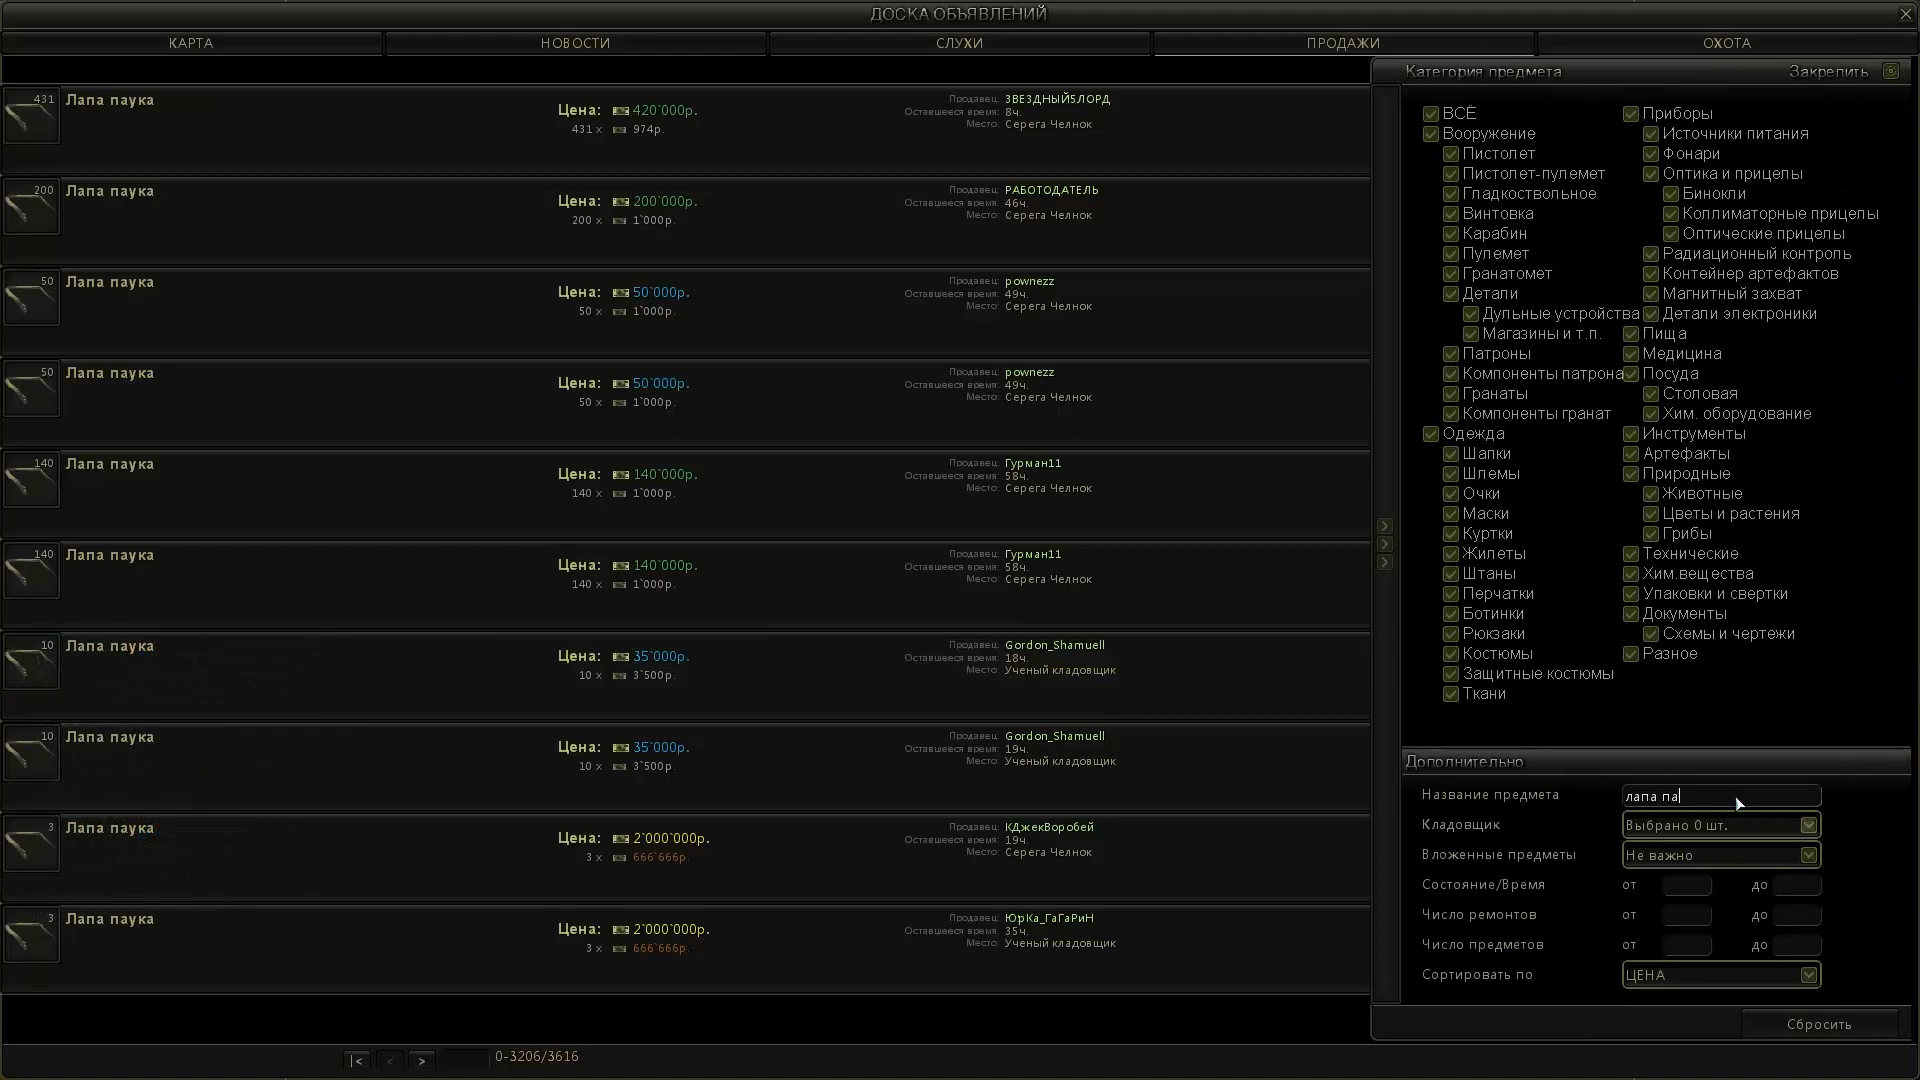 ДОСКА ОБЪЯВЛЕНИЙ
КАРТА
НОВОСТИ
СЛУХИ
ПРОДАЖИ
ОХОТА
431
Лапа паука
Цена: 420`000р.
431 x 974р.
Продавец: ЗВЕЗДНЫЙ5ЛОРД
Оставшееся время: 8ч.
Место: Серега Челнок
200
Лапа паука
Цена: 200`000р.
200 x 1`000р.
Продавец: РАБОТОДАТЕЛЬ
Оставшееся время: 46ч.
Место: Серега Челнок
50
Лапа паука
Цена: 50`000р.
50 x 1`000р.
Продавец: pownezz
Оставшееся время: 49ч.
Место: Серега Челнок
50
Лапа паука
Цена: 50`000р.
50 x 1`000р.
Продавец: pownezz
Оставшееся время: 49ч.
Место: Серега Челнок
140
Лапа паука
Цена: 140`000р.
140 x 1`000р.
Продавец: Гурман11
Оставшееся время: 58ч.
Место: Серега Челнок
140
Лапа паука
Цена: 140`000р.
140 x 1`000р.
Продавец: Гурман11
Оставшееся время: 58ч.
Место: Серега Челнок
10
Лапа паука
Цена: 35`000р.
10 x 3`500р.
Продавец: Gordon_Shamuell
Оставшееся время: 18ч.
Место: Ученый кладовщик
10
Лапа паука
Цена: 35`000р.
10 x 3`500р.
Продавец: Gordon_Shamuell
Оставшееся время: 19ч.
Место: Ученый кладовщик
3
Лапа паука
Цена: 2`000`000р.
3 x 666`666р.
Продавец: КДжекВоробей
Оставшееся время: 19ч.
Место: Серега Челнок
3
Лапа паука
Цена: 2`000`000р.
3 x 666`666р.
Продавец: ЮрКа_ГаГаРиН
Оставшееся время: 35ч.
Место: Ученый кладовщик
|< < > 0-3206/3616
Категория предмета
Закрепить
ВСЁ
Вооружение
Пистолет
Пистолет-пулемет
Гладкоствольное
Винтовка
Карабин
Пулемет
Гранатомет
Детали
Дульные устройства
Магазины и т.п.
Патроны
Компоненты патрона
Гранаты
Компоненты гранат
Одежда
Шапки
Шлемы
Очки
Маски
Куртки
Жилеты
Штаны
Перчатки
Ботинки
Рюкзаки
Костюмы
Защитные костюмы
Ткани
Приборы
Источники питания
Фонари
Оптика и прицелы
Бинокли
Коллиматорные прицелы
Оптические прицелы
Радиационный контроль
Контейнер артефактов
Магнитный захват
Детали электроники
Пища
Медицина
Посуда
Столовая
Хим. оборудование
Инструменты
Артефакты
Природные
Животные
Цветы и растения
Грибы
Технические
Хим.вещества
Упаковки и свертки
Документы
Схемы и чертежи
Разное
Дополнительно
Название предмета лапа па
Кладовщик Выбрано 0 шт.
Вложенные предметы Не важно
Состояние/Время от до
Число ремонтов от до
Число предметов от до
Сортировать по ЦЕНА
Сбросить